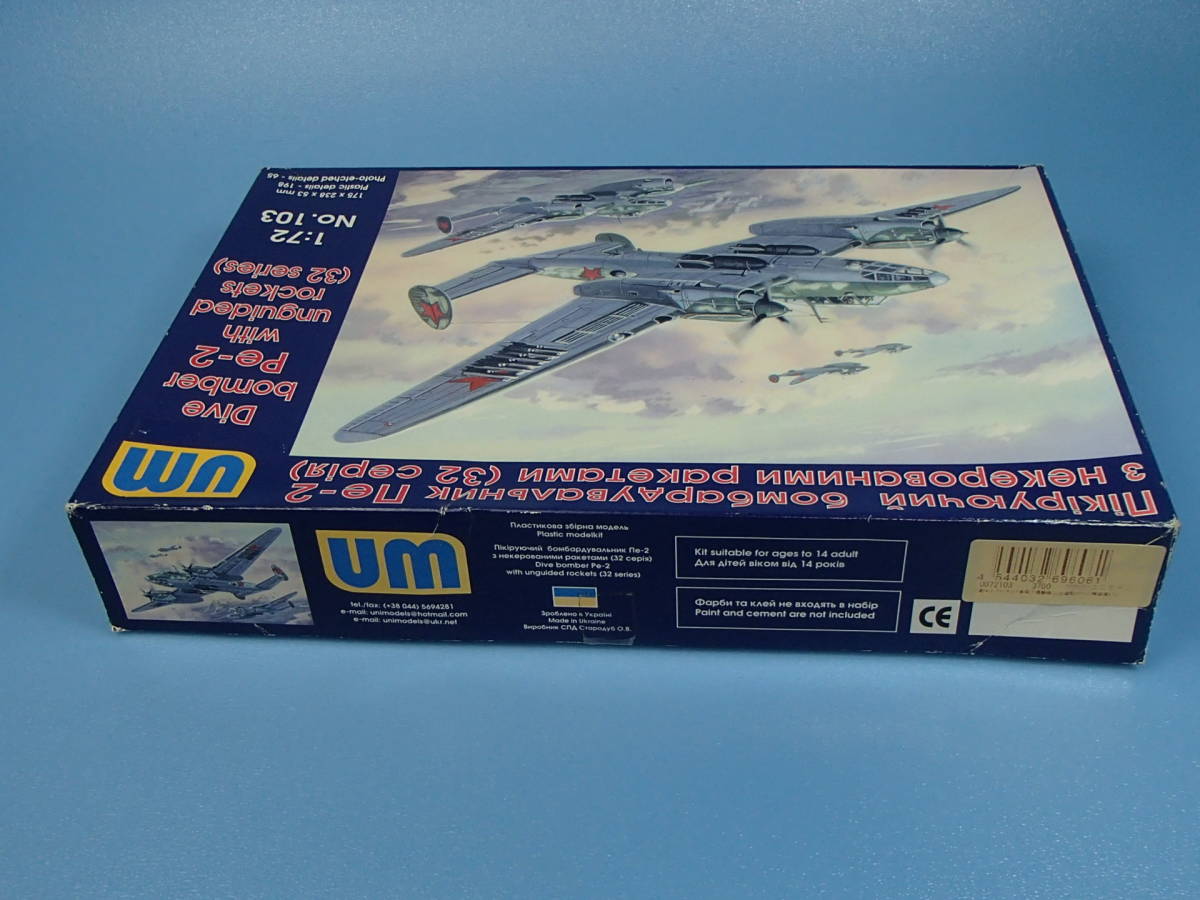 Пікіруючий бомбардувальник Пе-2
з некерованими ракетами (32 серія)
um
Dive
bomber
Pe-2
with
unguided
rockets
(32 series)
1:72
No. 103
175 x 238 x 53 mm
Plastic details - 198
Photo-etched details - 65
um
tel./fax: (+38 044) 5694281
e-mail: unimodels@hotmail.com
e-mail: unimodels@ukr.net
Пластикова збірна модель
Plastic modelkit
Пікіруючий бомбардувальник Пе-2
з некерованими ракетами (32 серія)
Dive bomber Pe-2
with unguided rockets (32 series)
Зроблено в Україні
Made in Ukraine
Виробник СПД Стародуб О.В.
Kit suitable for ages to 14 adult
Для дітей віком від 14 років
Фарби та клей не входять в набір
Paint and cement are not included
CE
4 544032 696061
UU72103 3700